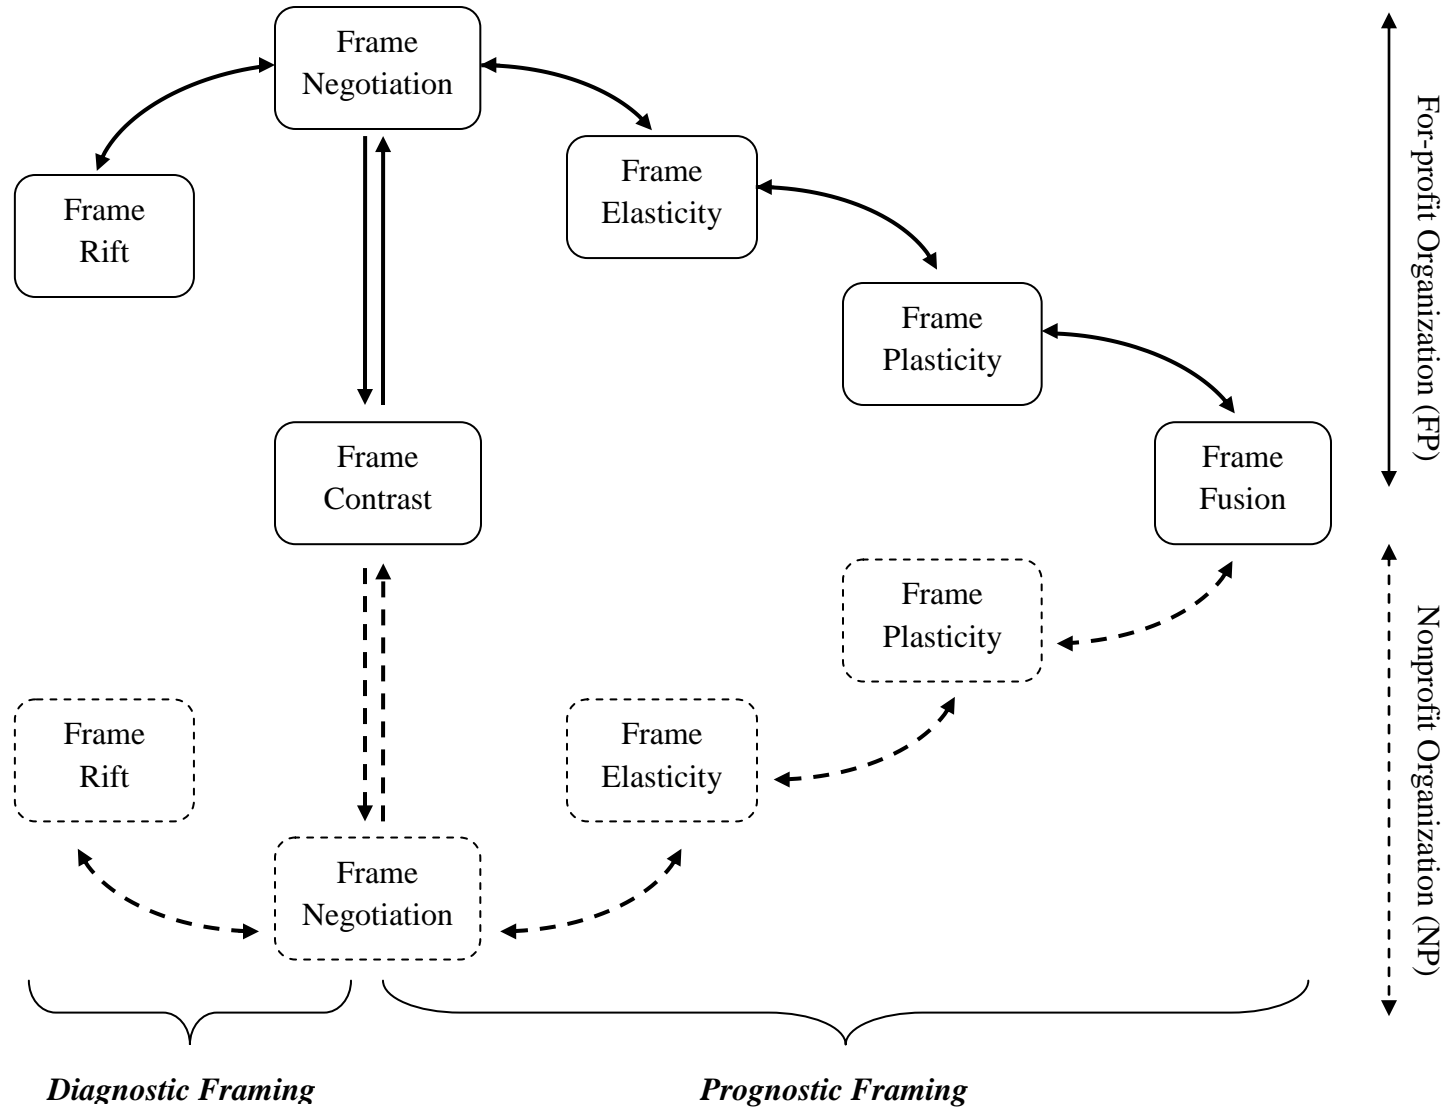 Frame
Negotiation
Frame
Elasticity
Frame
Rift
Frame
Plasticity
Frame
Contrast
Frame
Fusion
For-profit Organization (FP)
Frame
Plasticity
Frame
Rift
Frame
Elasticity
Frame
Negotiation
Nonprofit Organization (NP)
Diagnostic Framing
Prognostic Framing